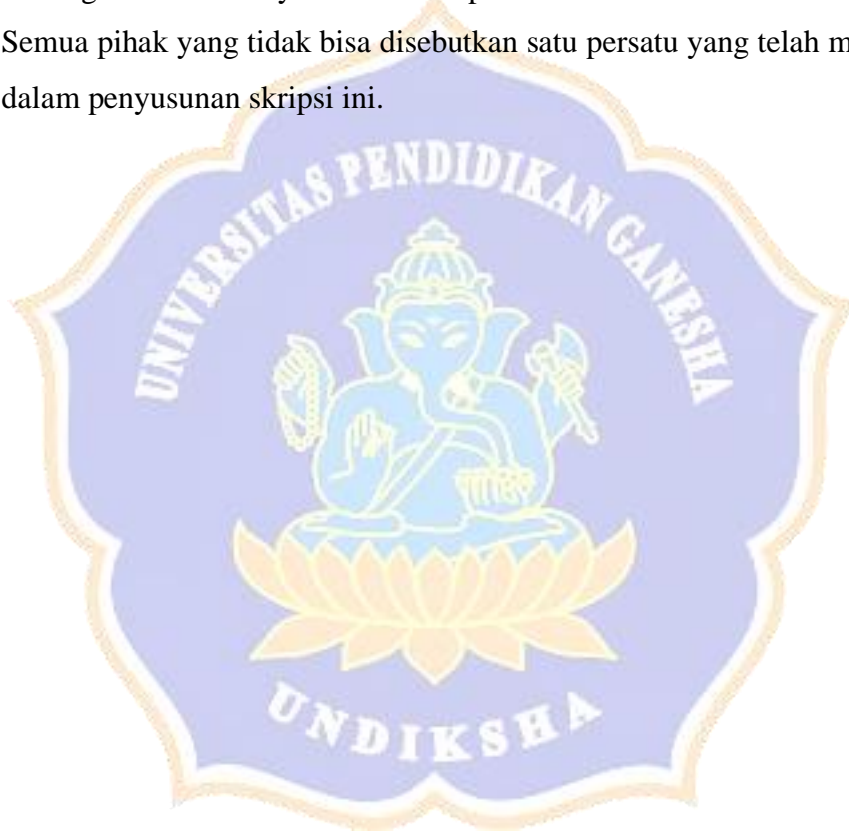 Semua pihak yang tidak bisa disebutkan satu persatu yang telah
dalam penyusunan skripsi ini.
UNIVERSITAS PENDIDIKAN GANESHA
UNDIKSHA